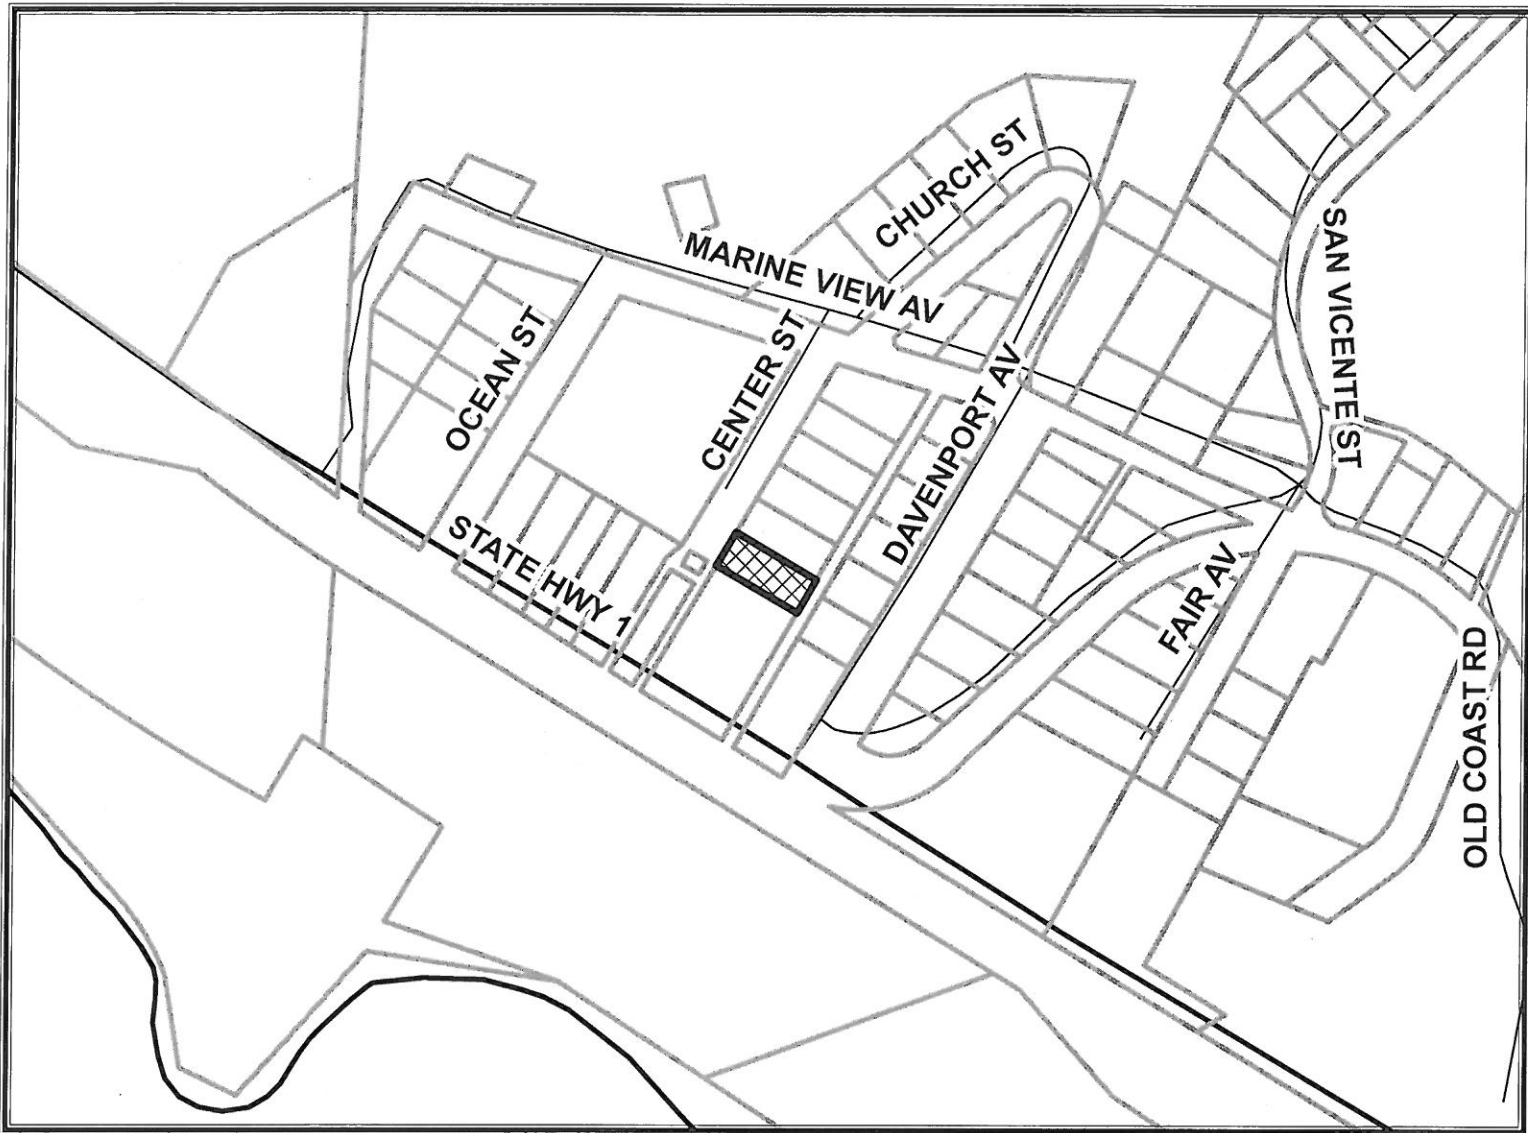 CHURCH ST
MARINE VIEW AV
SAN VICENTE ST
OCEAN ST
CENTER ST
DAVENPORT AV
STATE HWY 1
FAIR AV
OLD COAST RD